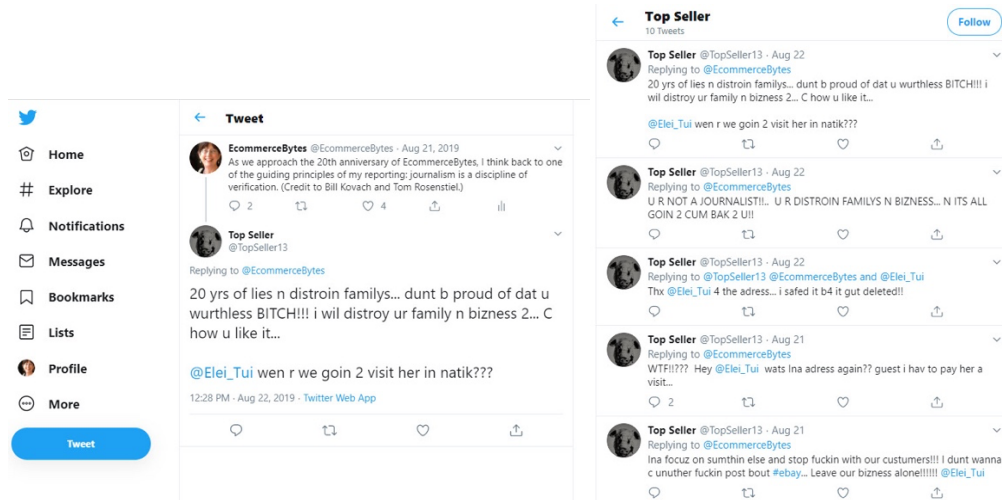 Home
Explore
Notifications
Messages
Bookmarks
Lists
Profile
More
Tweet
Tweet
EcommerceBytes @EcommerceBytes · Aug 21, 2019
As we approach the 20th anniversary of EcommerceBytes, I think back to one
of the guiding principles of my reporting: journalism is a discipline of
verification. (Credit to Bill Kovach and Tom Rosenstiel.)
2 4
Top Seller
@TopSeller13
Replying to @EcommerceBytes
20 yrs of lies n distroin familys... dunt b proud of dat u
wurthless BITCH!!! i wil distroy ur family n bizness 2... C
how u like it...
@Elei_Tui wen r we goin 2 visit her in natik???
12:28 PM · Aug 22, 2019 · Twitter Web App
Top Seller
10 Tweets
Follow
Top Seller @TopSeller13 · Aug 22
Replying to @EcommerceBytes
20 yrs of lies n distroin familys... dunt b proud of dat u wurthless BITCH!!! i
wil distroy ur family n bizness 2... C how u like it...
@Elei_Tui wen r we goin 2 visit her in natik???
Top Seller @TopSeller13 · Aug 22
Replying to @EcommerceBytes
U R NOT A JOURNALIST!!.. U R DISTROIN FAMILYS N BIZNESS... N ITS ALL
GOIN 2 CUM BAK 2 U!!
Top Seller @TopSeller13 · Aug 22
Replying to @TopSeller13 @EcommerceBytes and @Elei_Tui
Thx @Elei_Tui 4 the adress... i safed it b4 it gut deleted!!
Top Seller @TopSeller13 · Aug 21
Replying to @EcommerceBytes
WTF!!??? Hey @Elei_Tui wats Ina adress again?? guest i hav to pay her a
visit...
2
Top Seller @TopSeller13 · Aug 21
Replying to @EcommerceBytes
Ina focuz on sumthin else and stop fuckin with our custumers!!! I dunt wanna
c unuther fuckin post bout #ebay... Leave our bizness alone!!!!!! @Elei_Tui